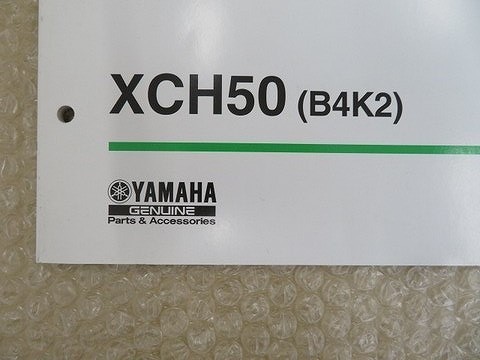 XCH50 (B4K2)
YAMAHA
GENUINE
Parts & Accessories